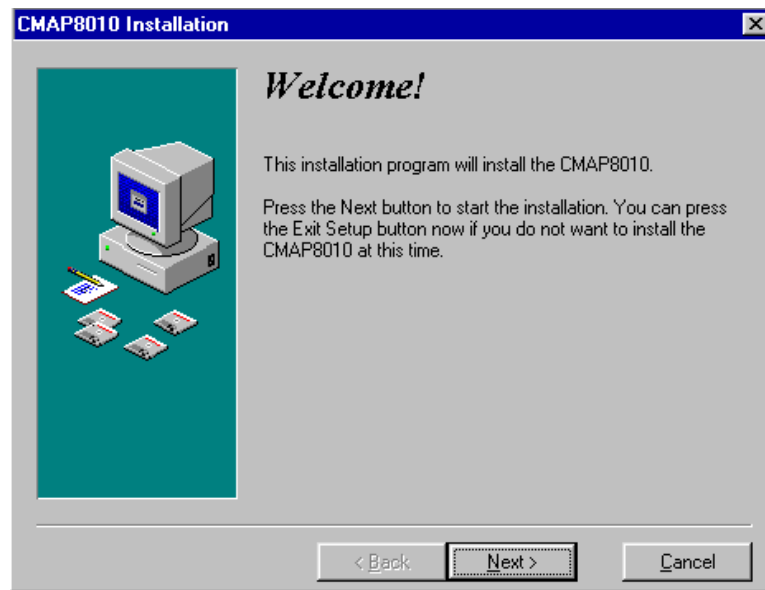 CMAP8010 Installation
Welcome!
This installation program will install the CMAP8010.
Press the Next button to start the installation. You can press
the Exit Setup button now if you do not want to install the
CMAP8010 at this time.
< Back
Next >
Cancel